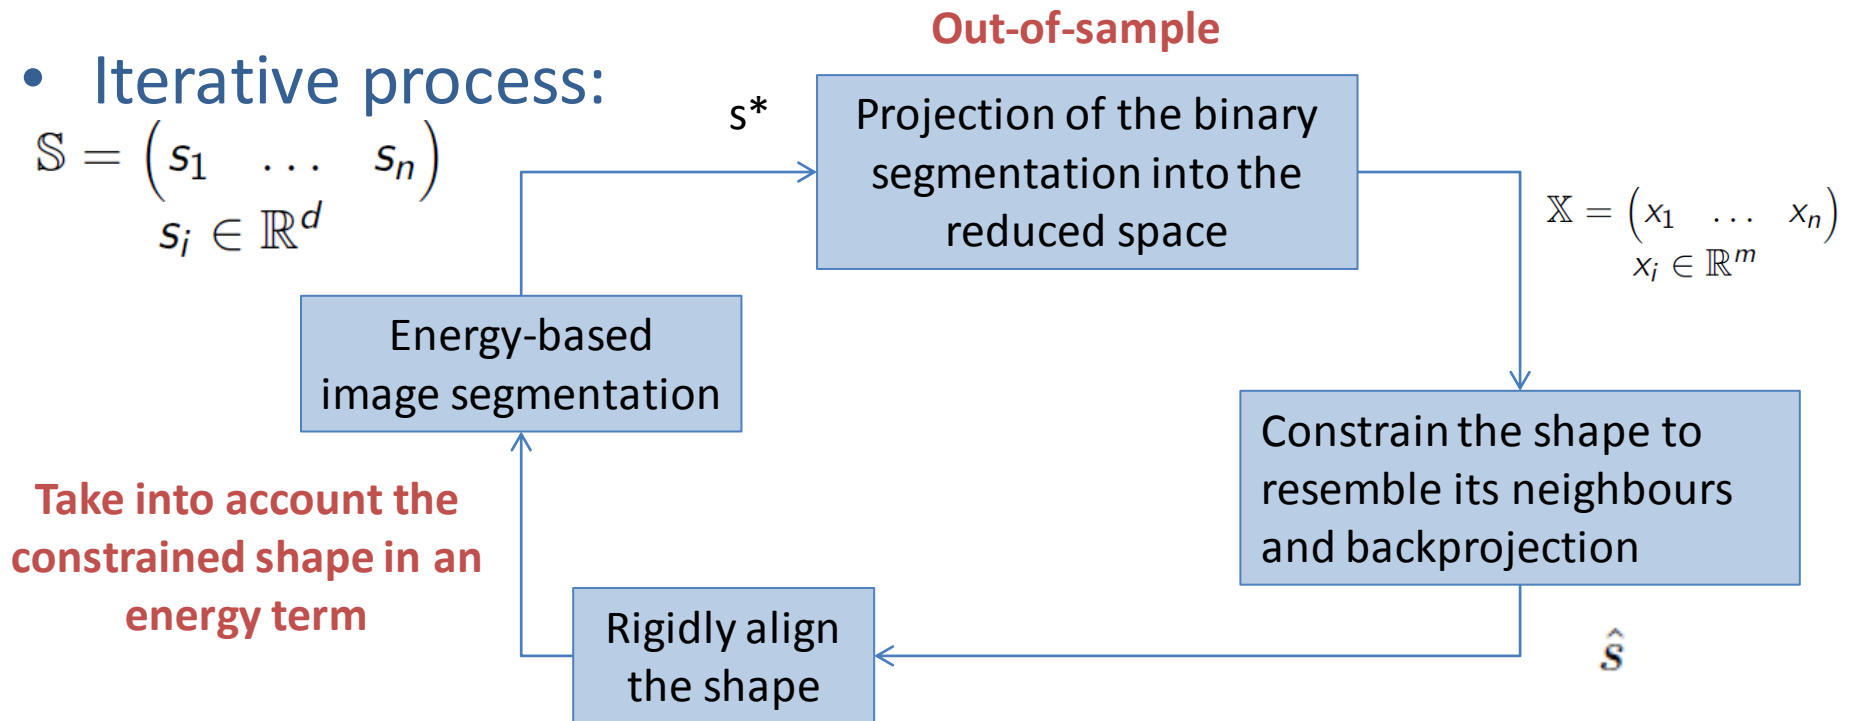 Out-of-sample
• Iterative process:
𝕊 = (s₁ … sₙ)
sᵢ ∈ ℝᵈ
s*
Projection of the binary
segmentation into the
reduced space
𝕏 = (x₁ … xₙ)
xᵢ ∈ ℝᵐ
Energy-based
image segmentation
Constrain the shape to
resemble its neighbours
and backprojection
Take into account the
constrained shape in an
energy term
Rigidly align
the shape
ŝ